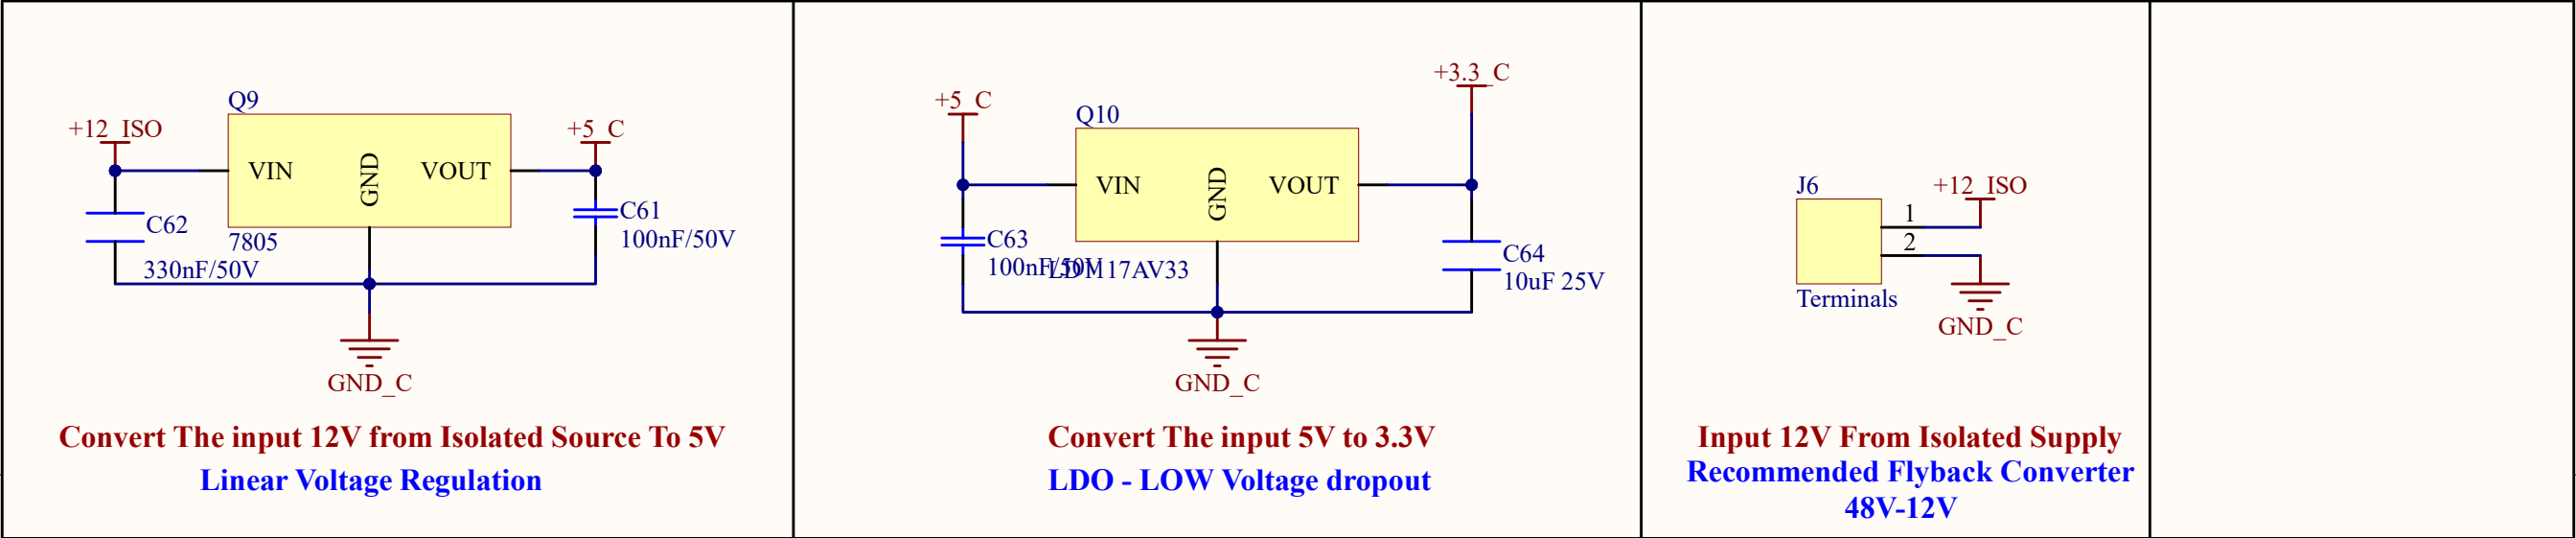 Q9
+12_ISO
+5_C
VIN
GND
VOUT
C62
330nF/50V
7805
C61
100nF/50V
GND_C
Convert The input 12V from Isolated Source To 5V
Linear Voltage Regulation
+5_C
+3.3_C
Q10
VIN
GND
VOUT
C63
100nF/50V
C64
10uF 25V
GND_C
Convert The input 5V to 3.3V
LDO - LOW Voltage dropout
J6
+12_ISO
1
2
Terminals
GND_C
Input 12V From Isolated Supply
Recommended Flyback Converter
48V-12V